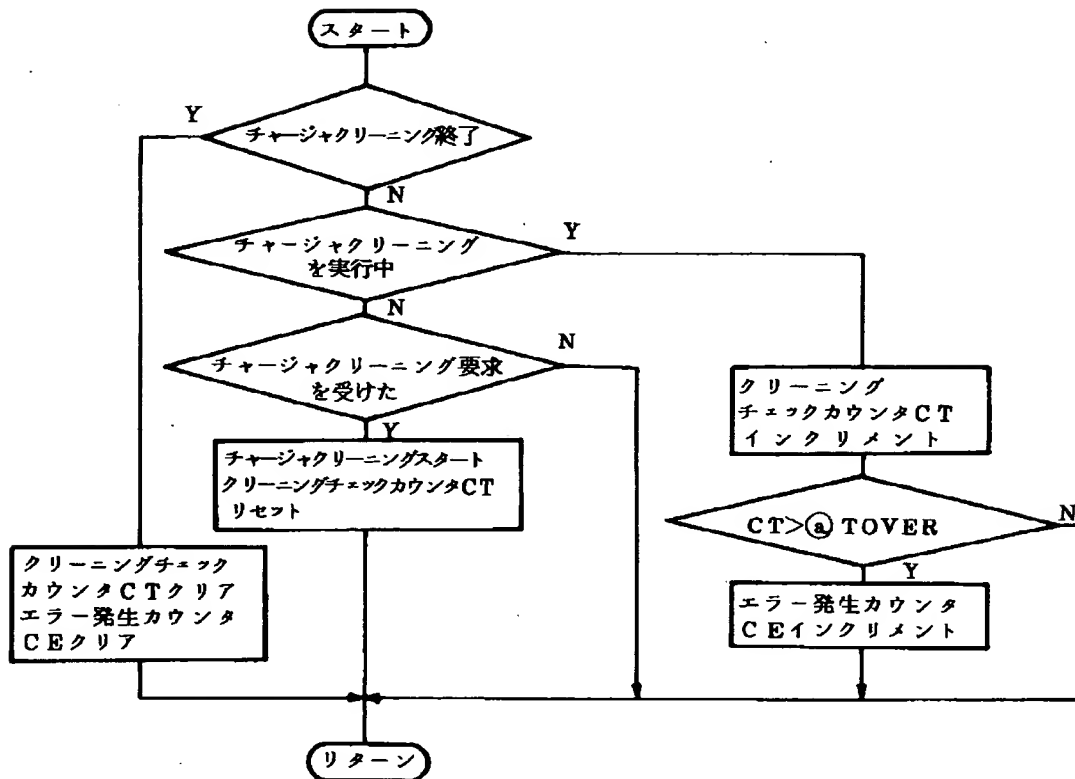 スタート
Y
チャージャクリーニング終了
N
チャージャクリーニング
を実行中
Y
N
チャージャクリーニング要求
を受けた
N
Y
チャージャクリーニングスタート
クリーニングチェックカウンタCT
リセット
クリーニング
チェックカウンタCT
インクリメント
CT>ⓐTOVER
N
Y
クリーニングチェック
カウンタCTクリア
エラー発生カウンタ
CEクリア
エラー発生カウンタ
CEインクリメント
リターン